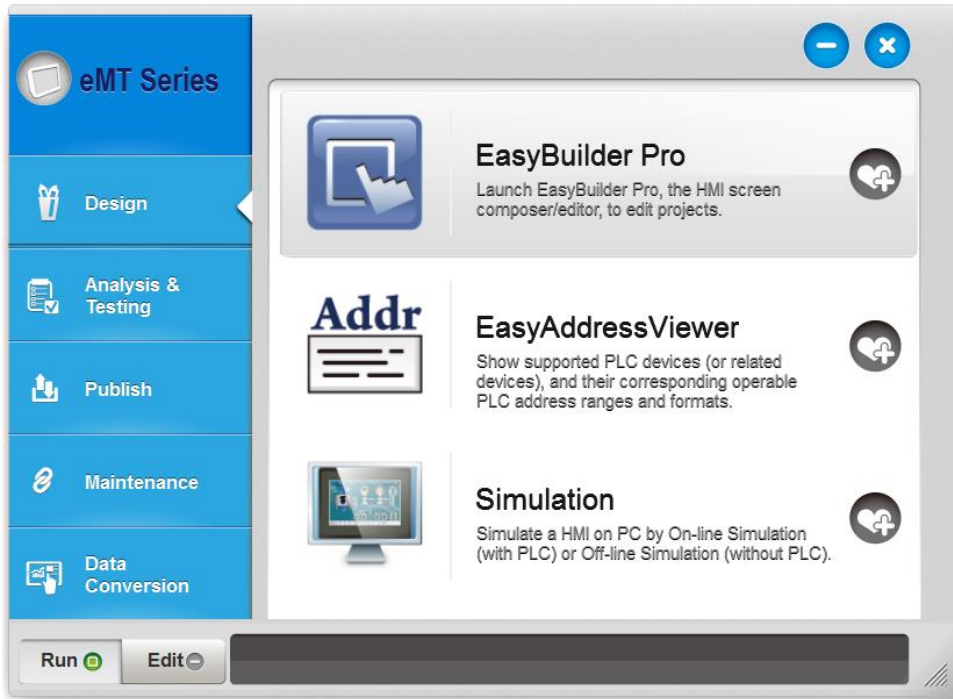 eMT Series
Design
Analysis &
Testing
Publish
Maintenance
Data
Conversion
EasyBuilder Pro
Launch EasyBuilder Pro, the HMI screen
composer/editor, to edit projects.
Addr
EasyAddressViewer
Show supported PLC devices (or related
devices), and their corresponding operable
PLC address ranges and formats.
Simulation
Simulate a HMI on PC by On-line Simulation
(with PLC) or Off-line Simulation (without PLC).
Run
Edit